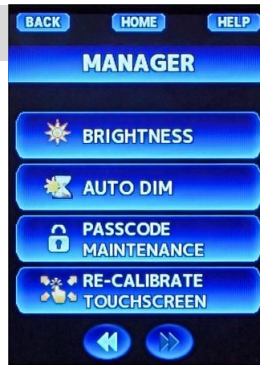 BACK HOME HELP
MANAGER
BRIGHTNESS
AUTO DIM
PASSCODE
MAINTENANCE
RE-CALIBRATE
TOUCHSCREEN